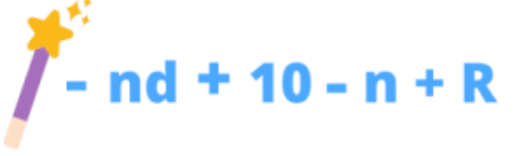 - nd + 10 - n + R